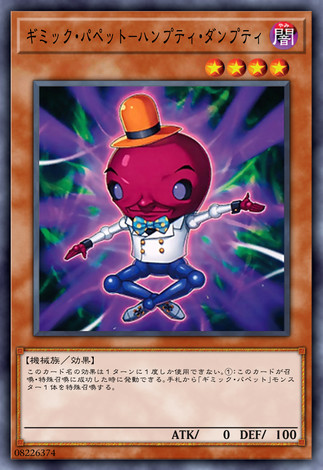 ギミック・パペット－ハンプティ・ダンプティ
やみ
闇
【機械族／効果】
このカード名の効果は１ターンに１度しか使用できない。①：このカードが召
喚・特殊召喚に成功した時に発動できる。手札から「ギミック・パペット」モンス
ター１体を特殊召喚する。
ATK/ 0 DEF/ 100
08226374